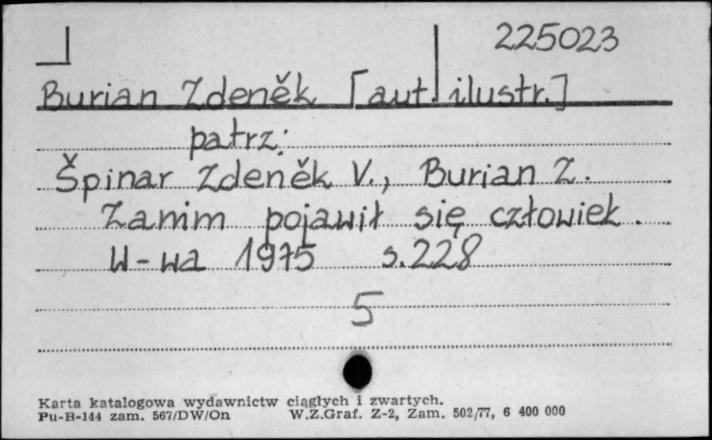 225023
Burian Zdeněk [aut. ilustr.]
patrz:
Špinar Zdeněk V., Burian Z.
Zanim pojawił się człowiek.
W-wa 1975 s. 228
5
Karta katalogowa wydawnictw ciągłych i zwartych.
Pu-B-144 zam. 567/DW/On W.Z.Graf. Z-2, Zam. 502/77, 6 400 000